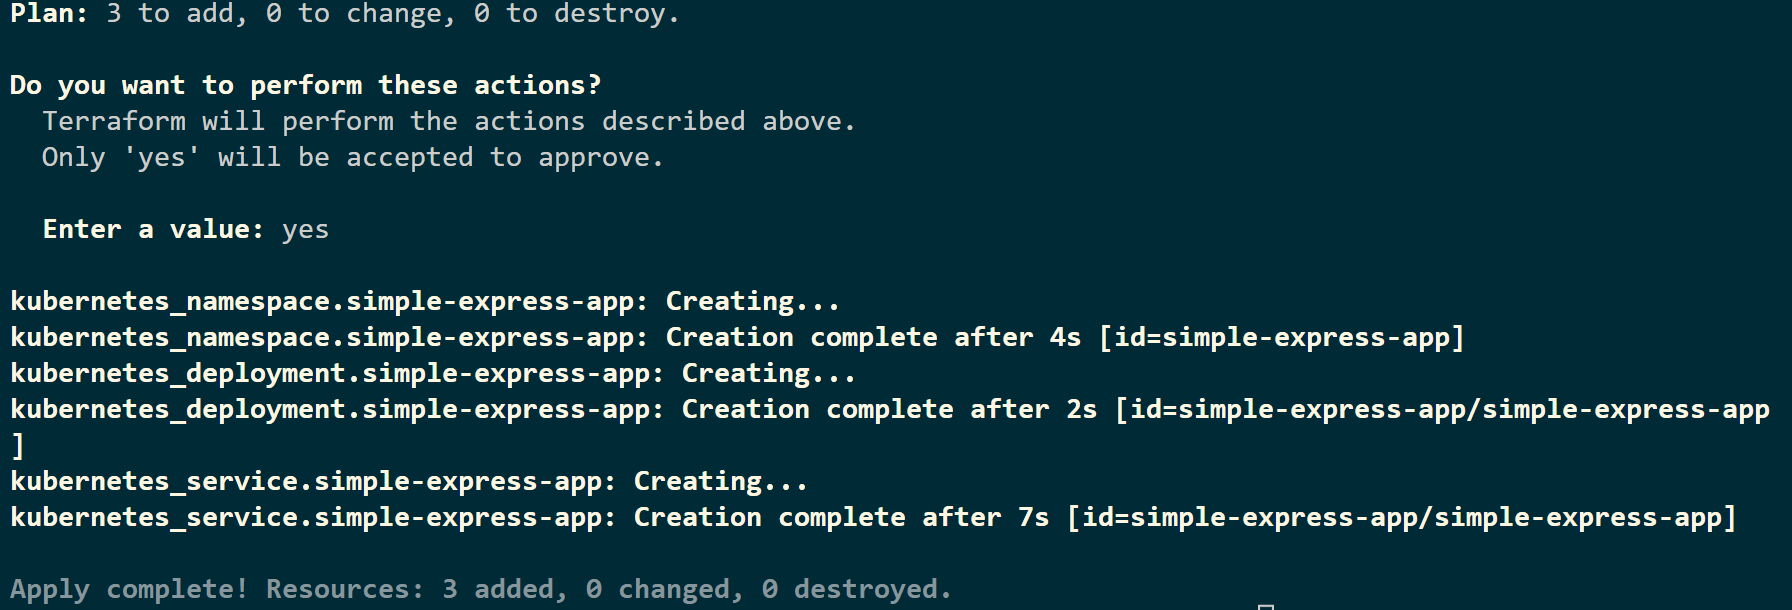 Plan: 3 to add, 0 to change, 0 to destroy.
Do you want to perform these actions?
Terraform will perform the actions described above.
Only 'yes' will be accepted to approve.
Enter a value: yes
kubernetes_namespace.simple-express-app: Creating...
kubernetes_namespace.simple-express-app: Creation complete after 4s [id=simple-express-app]
kubernetes_deployment.simple-express-app: Creating...
kubernetes_deployment.simple-express-app: Creation complete after 2s [id=simple-express-app/simple-express-app
]
kubernetes_service.simple-express-app: Creating...
kubernetes_service.simple-express-app: Creation complete after 7s [id=simple-express-app/simple-express-app]
Apply complete! Resources: 3 added, 0 changed, 0 destroyed.